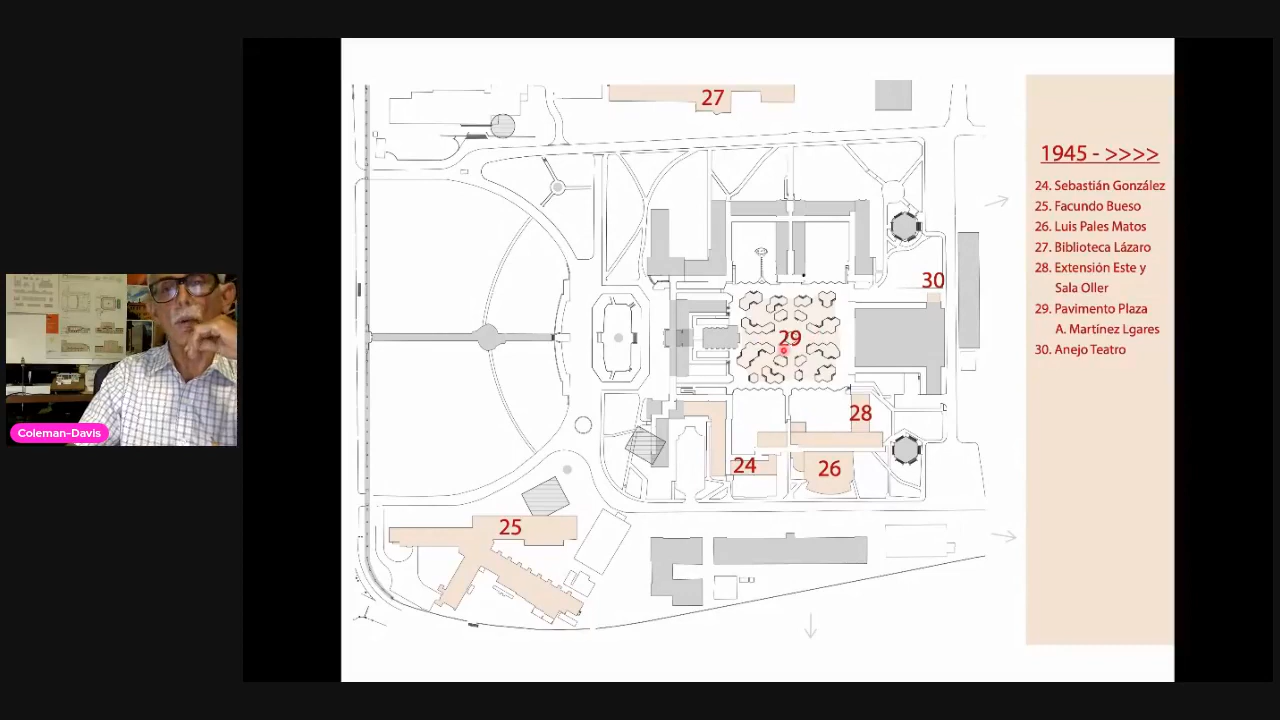 27
1945 - >>>>
24. Sebastián González
25. Facundo Bueso
26. Luis Pales Matos
27. Biblioteca Lázaro
28. Extensión Este y
Sala Oller
29. Pavimento Plaza
A. Martínez Lgares
30. Anejo Teatro
30
29
28
24
26
25
Coleman-Davis